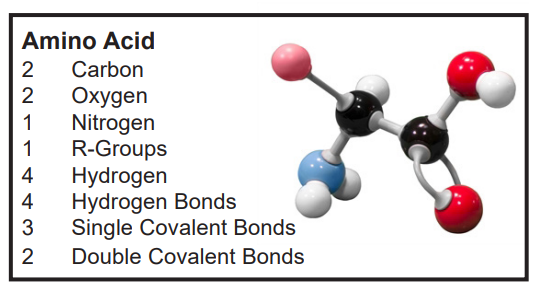 Amino Acid
2 Carbon
2 Oxygen
1 Nitrogen
1 R-Groups
4 Hydrogen
4 Hydrogen Bonds
3 Single Covalent Bonds
2 Double Covalent Bonds